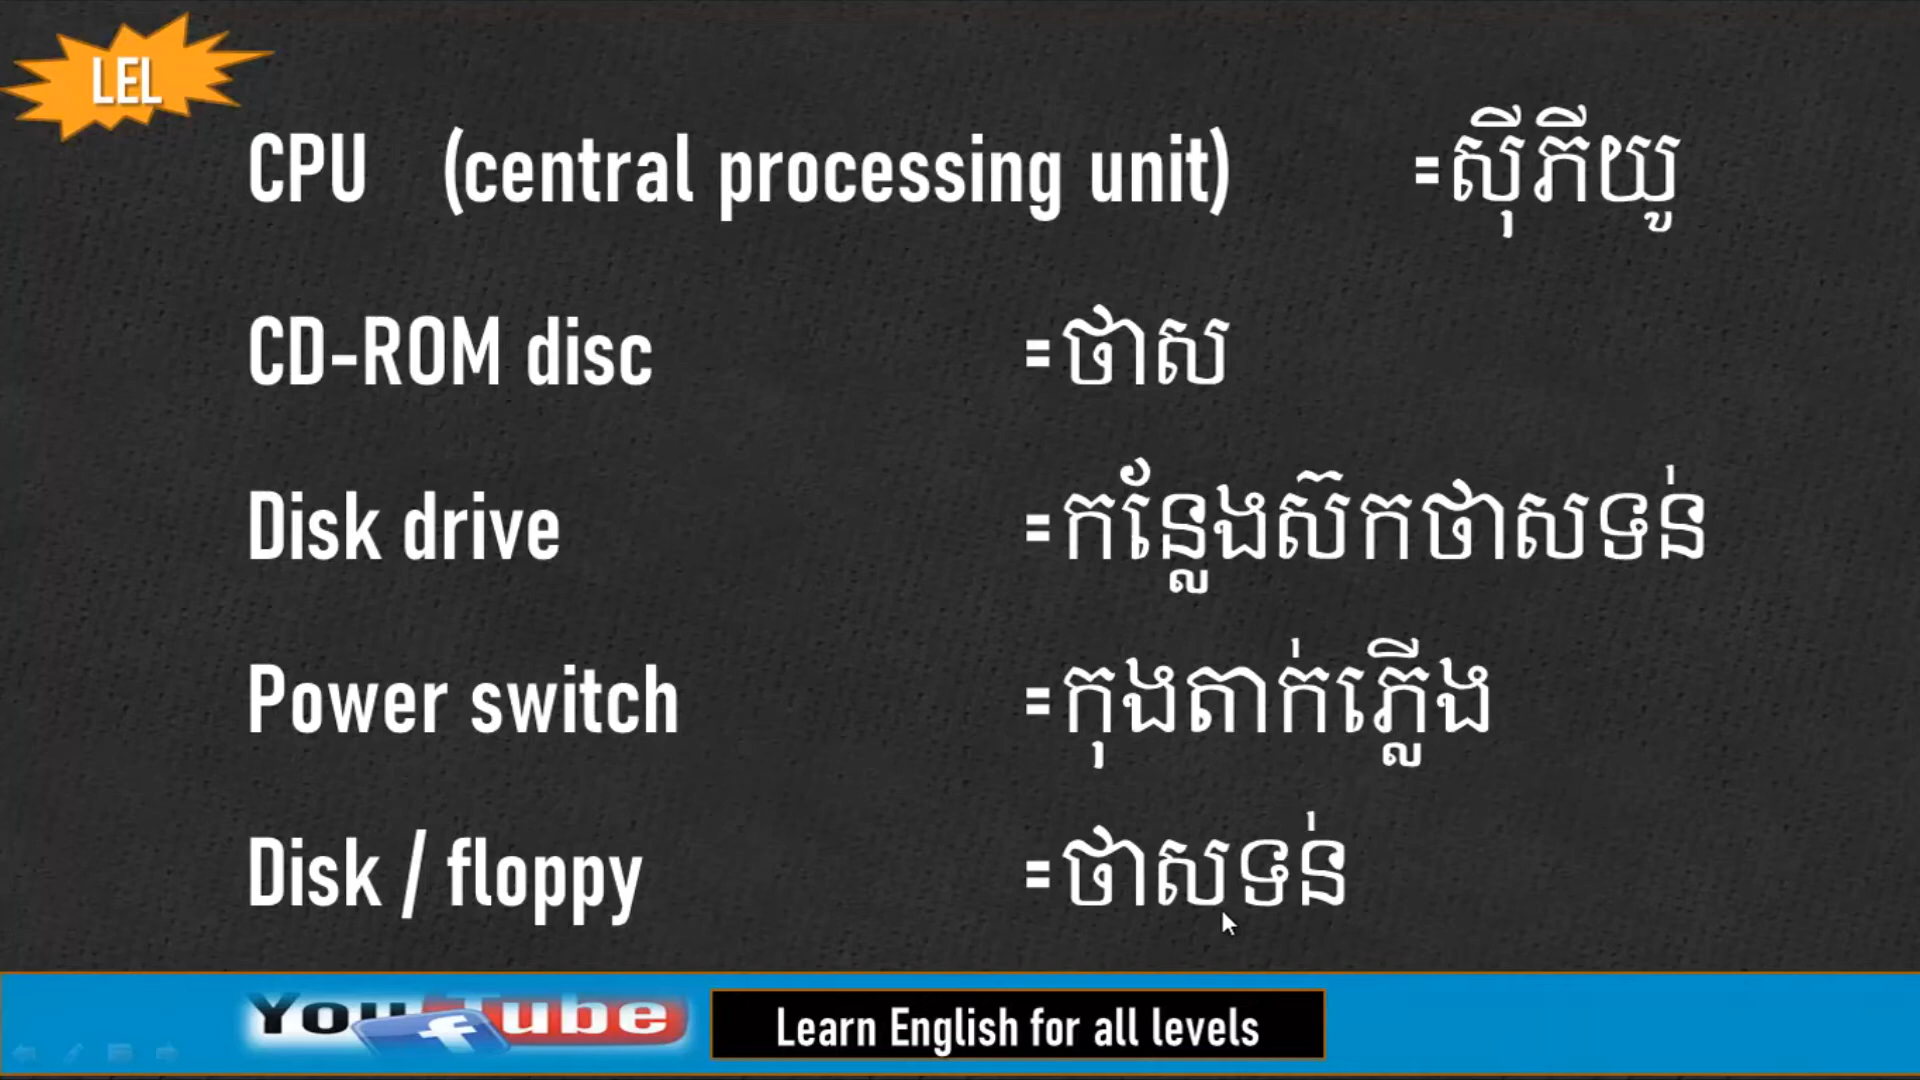 LEL
CPU (central processing unit) =ស៊ីភីយូ
CD-ROM disc =ថាស
Disk drive =កន្លែងស៊កថាសទន់
Power switch =កុងតាក់ភ្លើង
Disk / floppy =ថាសទន់
YouTube f
Learn English for all levels